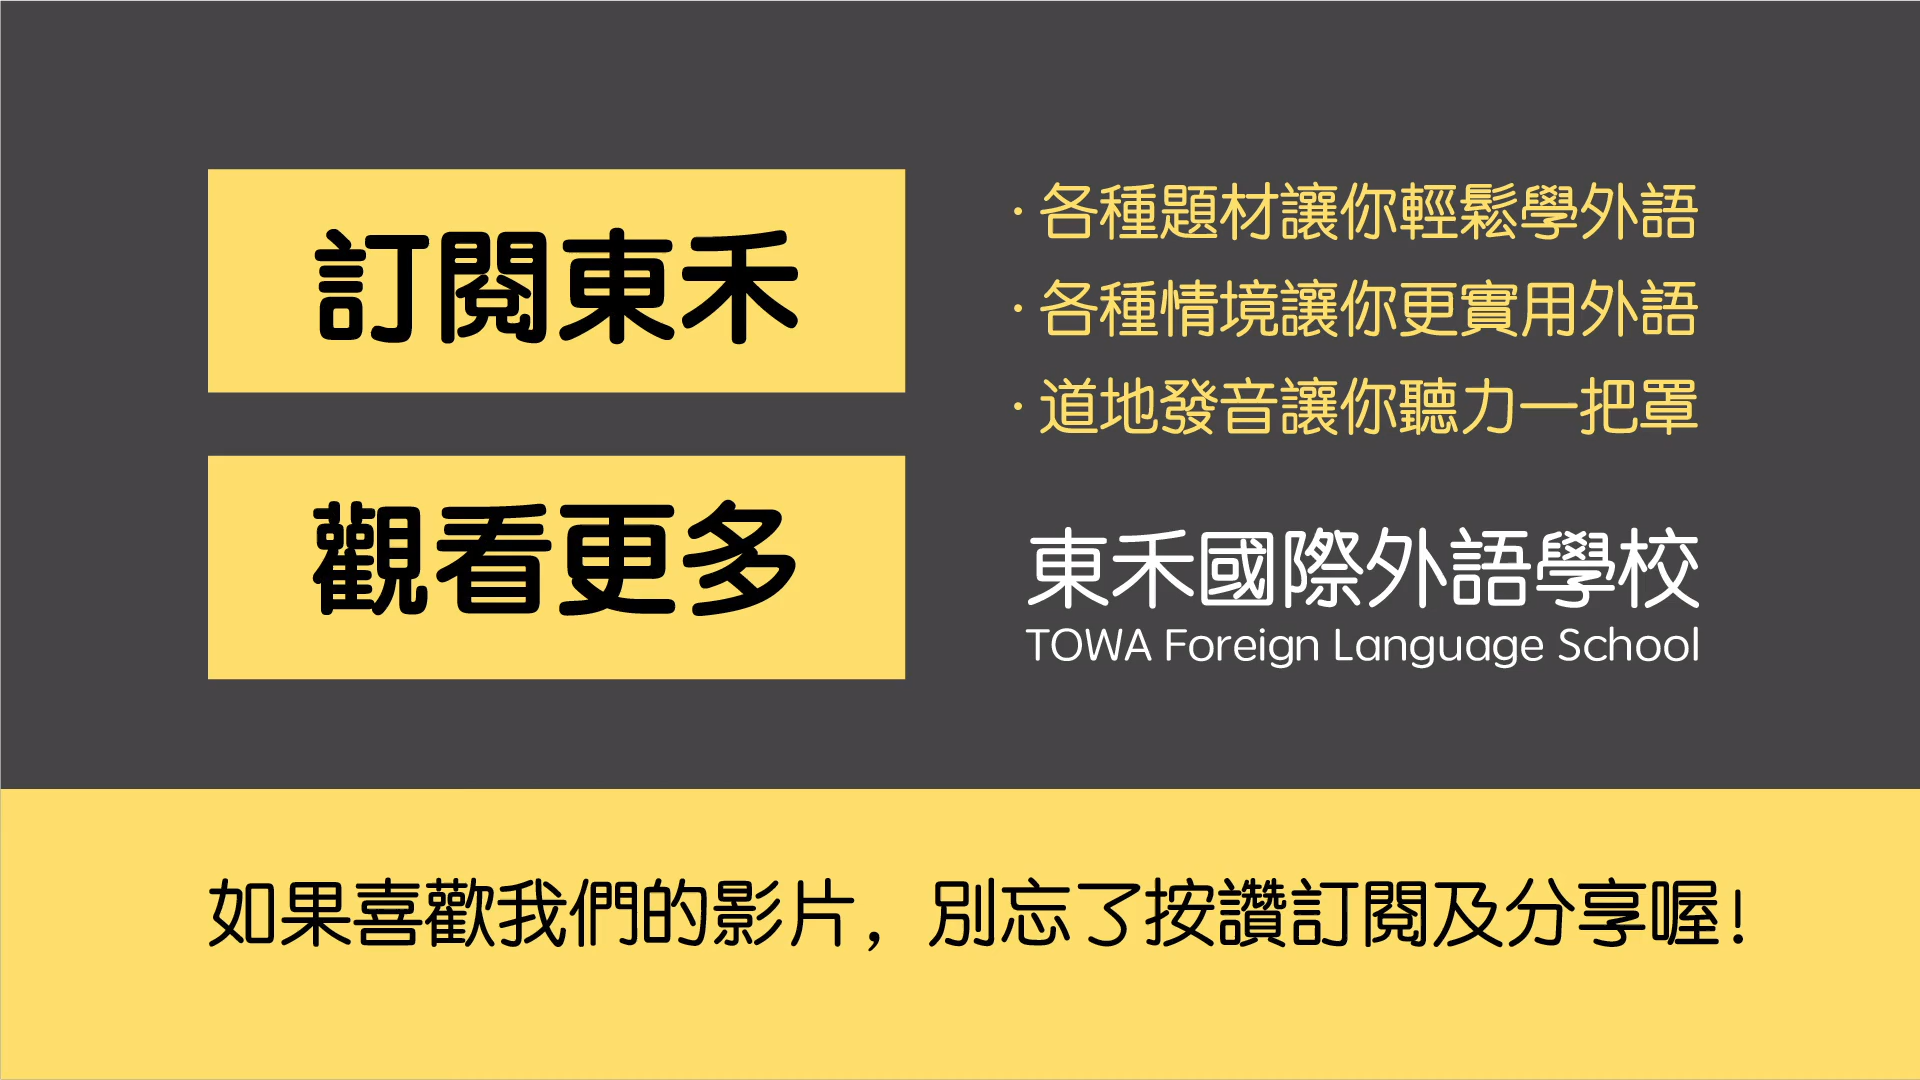 訂閱東禾
觀看更多
·各種題材讓你輕鬆學外語
·各種情境讓你更實用外語
·道地發音讓你聽力一把罩
東禾國際外語學校
TOWA Foreign Language School
如果喜歡我們的影片，別忘了按讚訂閱及分享喔！